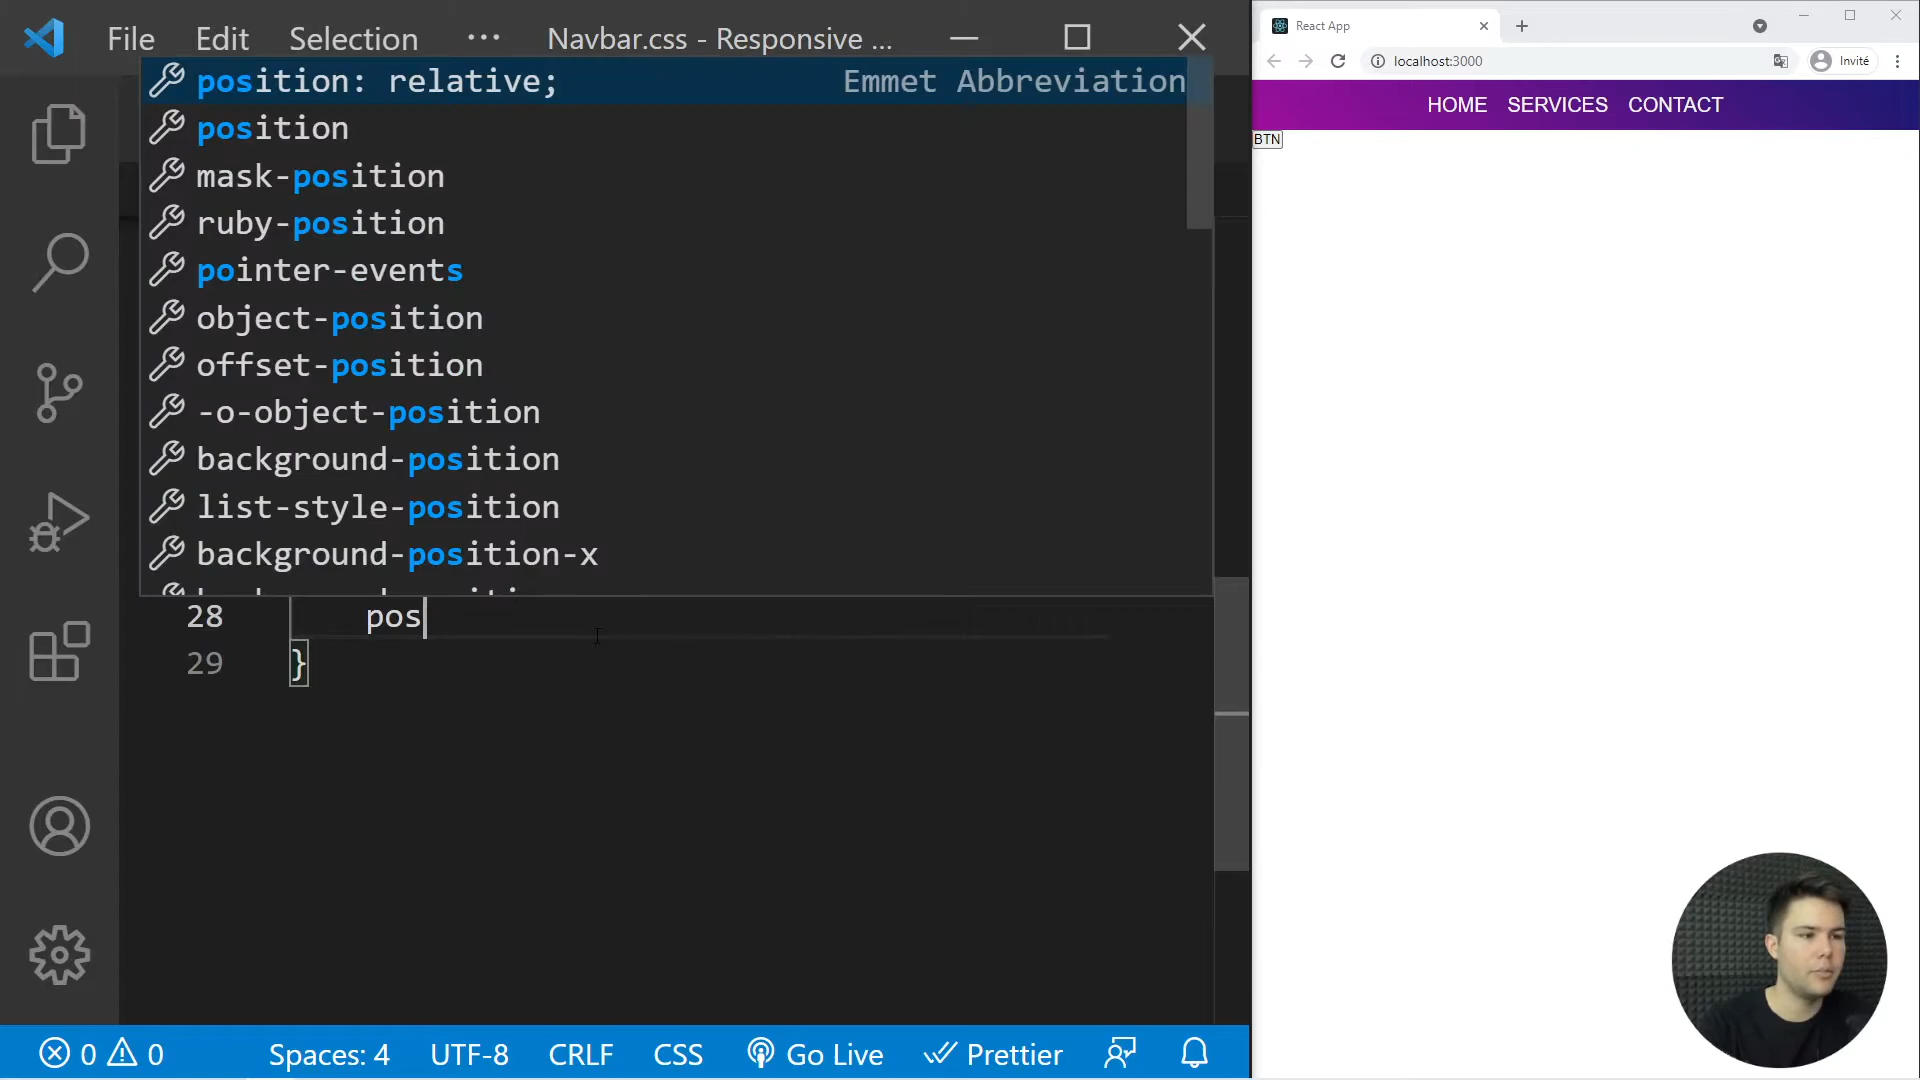 File Edit Selection ··· Navbar.css - Responsive ...
position: relative; Emmet Abbreviation
position
mask-position
ruby-position
pointer-events
object-position
offset-position
-o-object-position
background-position
list-style-position
background-position-x
28 pos
29 }
0 0 Spaces: 4 UTF-8 CRLF CSS Go Live Prettier
React App
localhost:3000 Invité
HOME SERVICES CONTACT
BTN